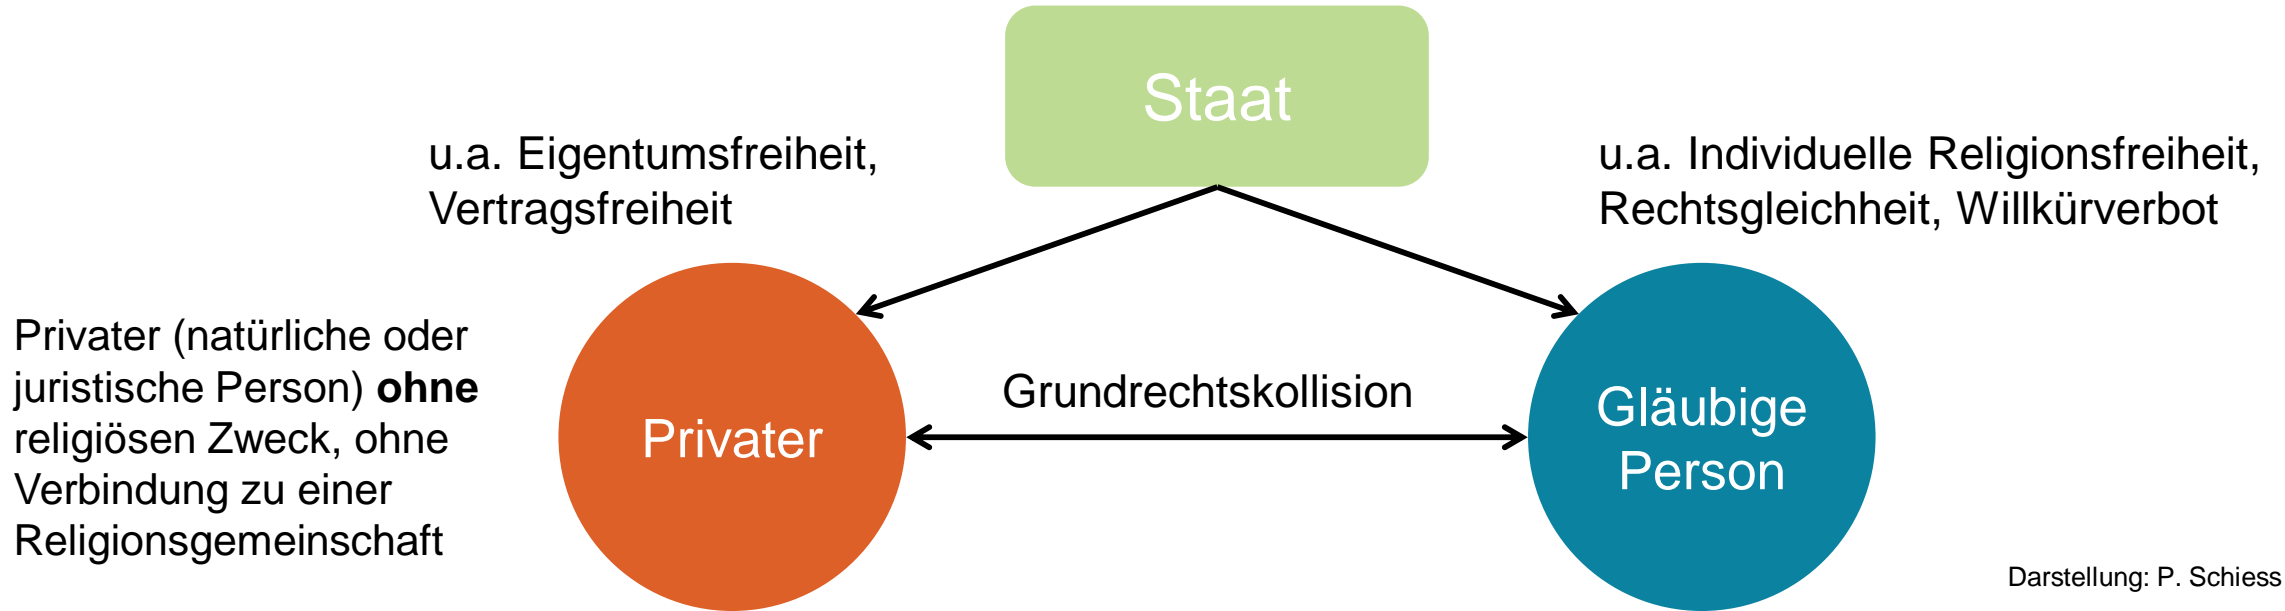 Staat
u.a. Eigentumsfreiheit,
Vertragsfreiheit
u.a. Individuelle Religionsfreiheit,
Rechtsgleichheit, Willkürverbot
Privater (natürliche oder
juristische Person) ohne
religiösen Zweck, ohne
Verbindung zu einer
Religionsgemeinschaft
Privater
Grundrechtskollision
Gläubige
Person
Darstellung: P. Schiess